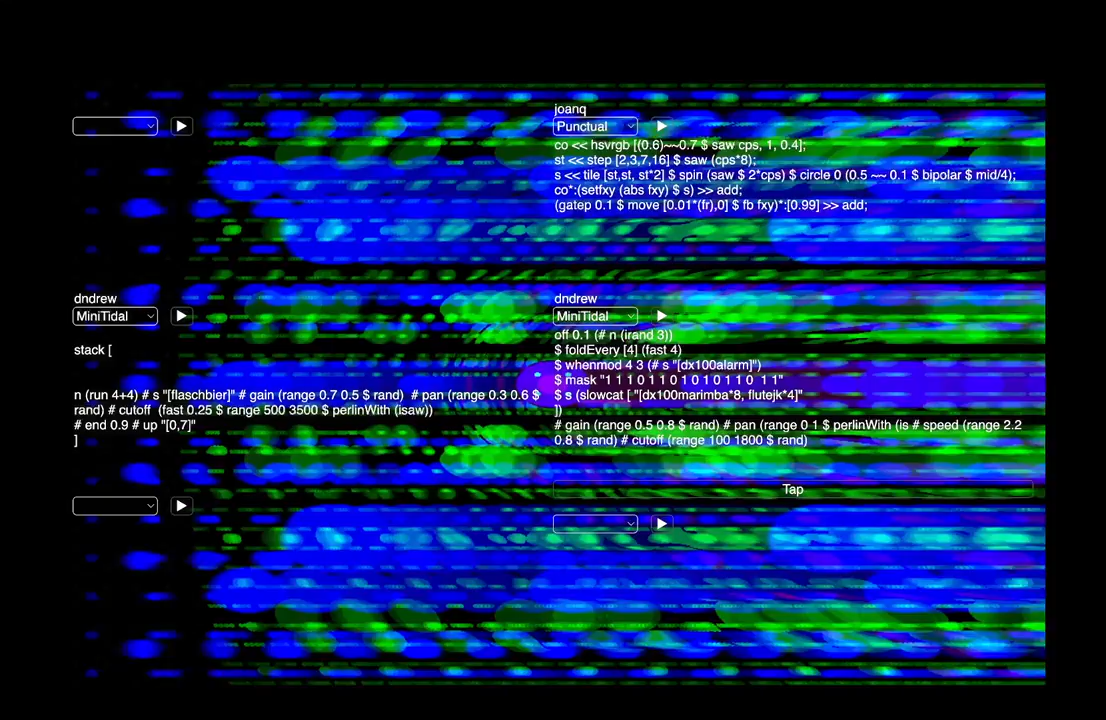 joanq
Punctual
co << hsvrgb [(0.6)~~0.7 $ saw cps, 1, 0.4];
st << step [2,3,7,16] $ saw (cps*8);
s << tile [st,st, st*2] $ spin (saw $ 2*cps) $ circle 0 (0.5 ~~ 0.1 $ bipolar $ mid/4);
co*:(setfxy (abs fxy) $ s) >> add;
(gatep 0.1 $ move [0.01*(fr),0] $ fb fxy)*:[0.99] >> add;
dndrew
MiniTidal
stack [
n (run 4+4) # s "[flaschbier]" # gain (range 0.7 0.5 $ rand)  # pan (range 0.3 0.6 $
rand) # cutoff  (fast 0.25 $ range 500 3500 $ perlinWith (isaw))
# end 0.9 # up "[0,7]"
]
dndrew
MiniTidal
off 0.1 (# n (irand 3))
$ foldEvery [4] (fast 4)
$ whenmod 4 3 (# s "[dx100alarm]")
$ mask "1 1 1 0 1 1 0 1 0 1 0 1 1 0  1 1"
$ s (slowcat [ "[dx100marimba*8, flutejk*4]"
])
# gain (range 0.5 0.8 $ rand) # pan (range 0 1 $ perlinWith (is # speed (range 2.2
0.8 $ rand) # cutoff (range 100 1800 $ rand)
Tap